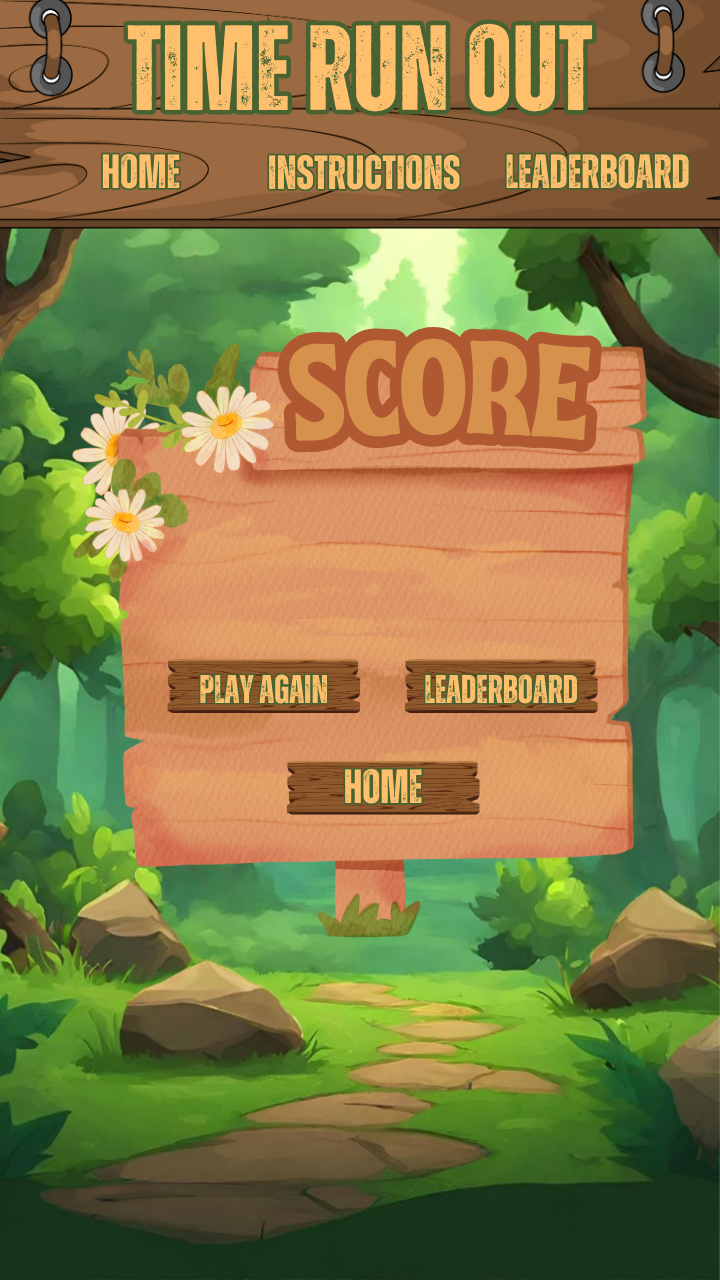 TIME RUN OUT
HOME INSTRUCTIONS LEADERBOARD
SCORE
PLAY AGAIN LEADERBOARD
HOME